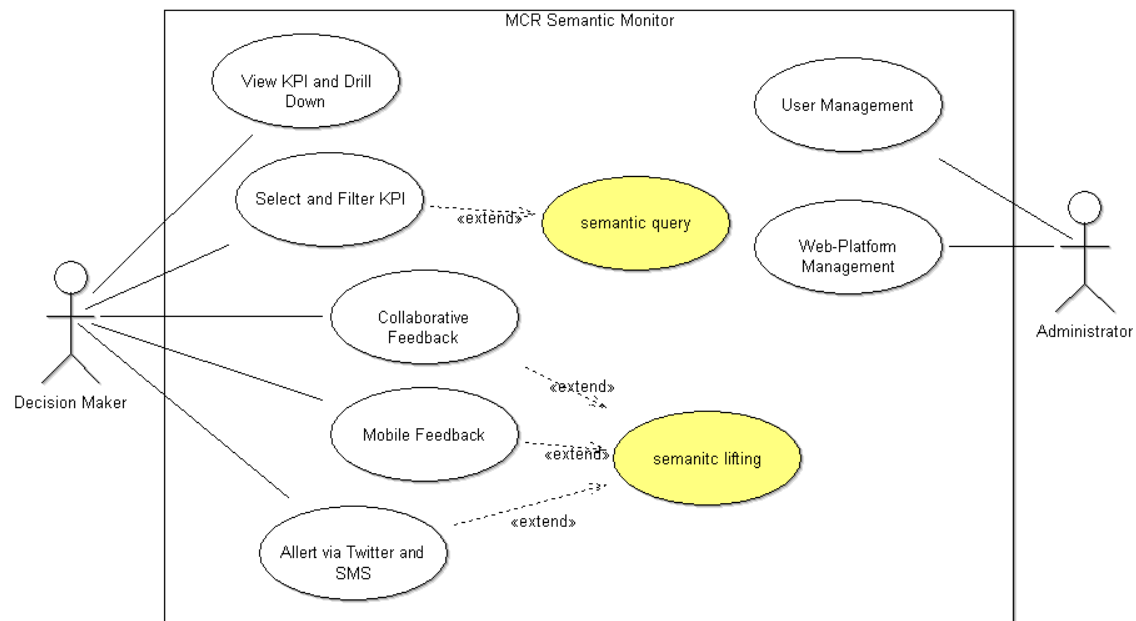 MCR Semantic Monitor
View KPI and Drill
Down
User Management
Select and Filter KPI
«extend»
semantic query
Web-Platform
Management
Collaborative
Feedback
Administrator
Decision Maker
«extend»
Mobile Feedback
«extend»
semanitc lifting
«extend»
Allert via Twitter and
SMS